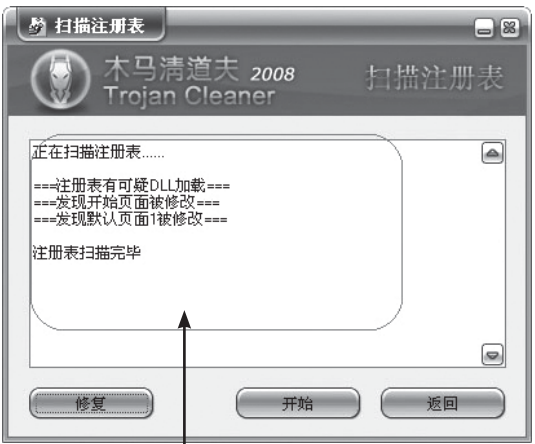 扫描注册表
木马清道夫 2008
Trojan Cleaner
扫描注册表
正在扫描注册表......
===注册表有可疑DLL加载===
===发现开始页面被修改===
===发现默认页面1被修改===
注册表扫描完毕
修复
开始
返回